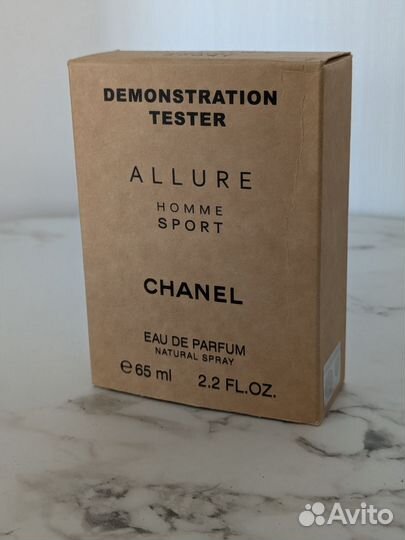 DEMONSTRATION
TESTER
ALLURE
HOMME
SPORT
CHANEL
EAU DE PARFUM
NATURAL SPRAY
℮65 ml 2.2 FL.OZ.
Avito